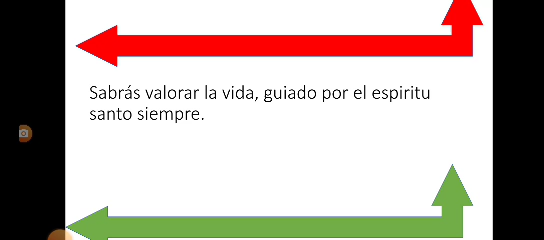 Sabrás valorar la vida, guiado por el espiritu
santo siempre.